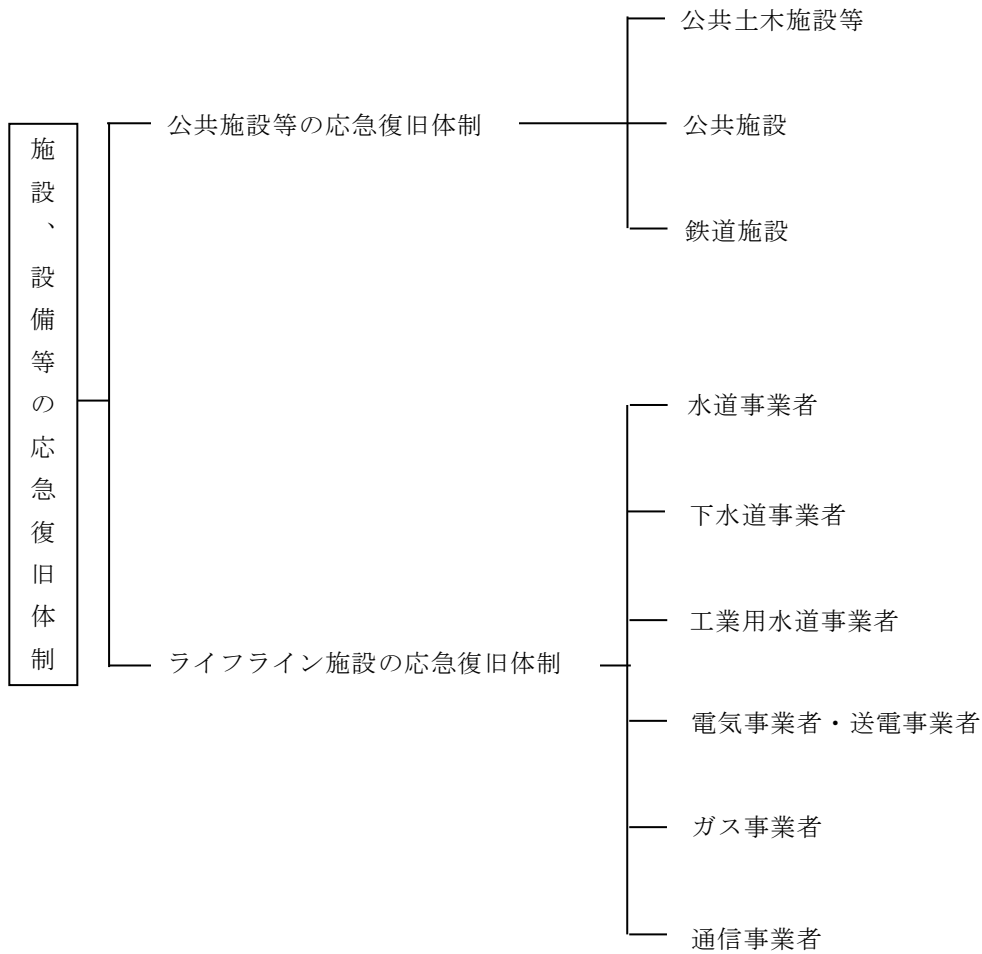 施設、設備等の応急復旧体制
公共施設等の応急復旧体制
公共土木施設等
公共施設
鉄道施設
ライフライン施設の応急復旧体制
水道事業者
下水道事業者
工業用水道事業者
電気事業者・送電事業者
ガス事業者
通信事業者